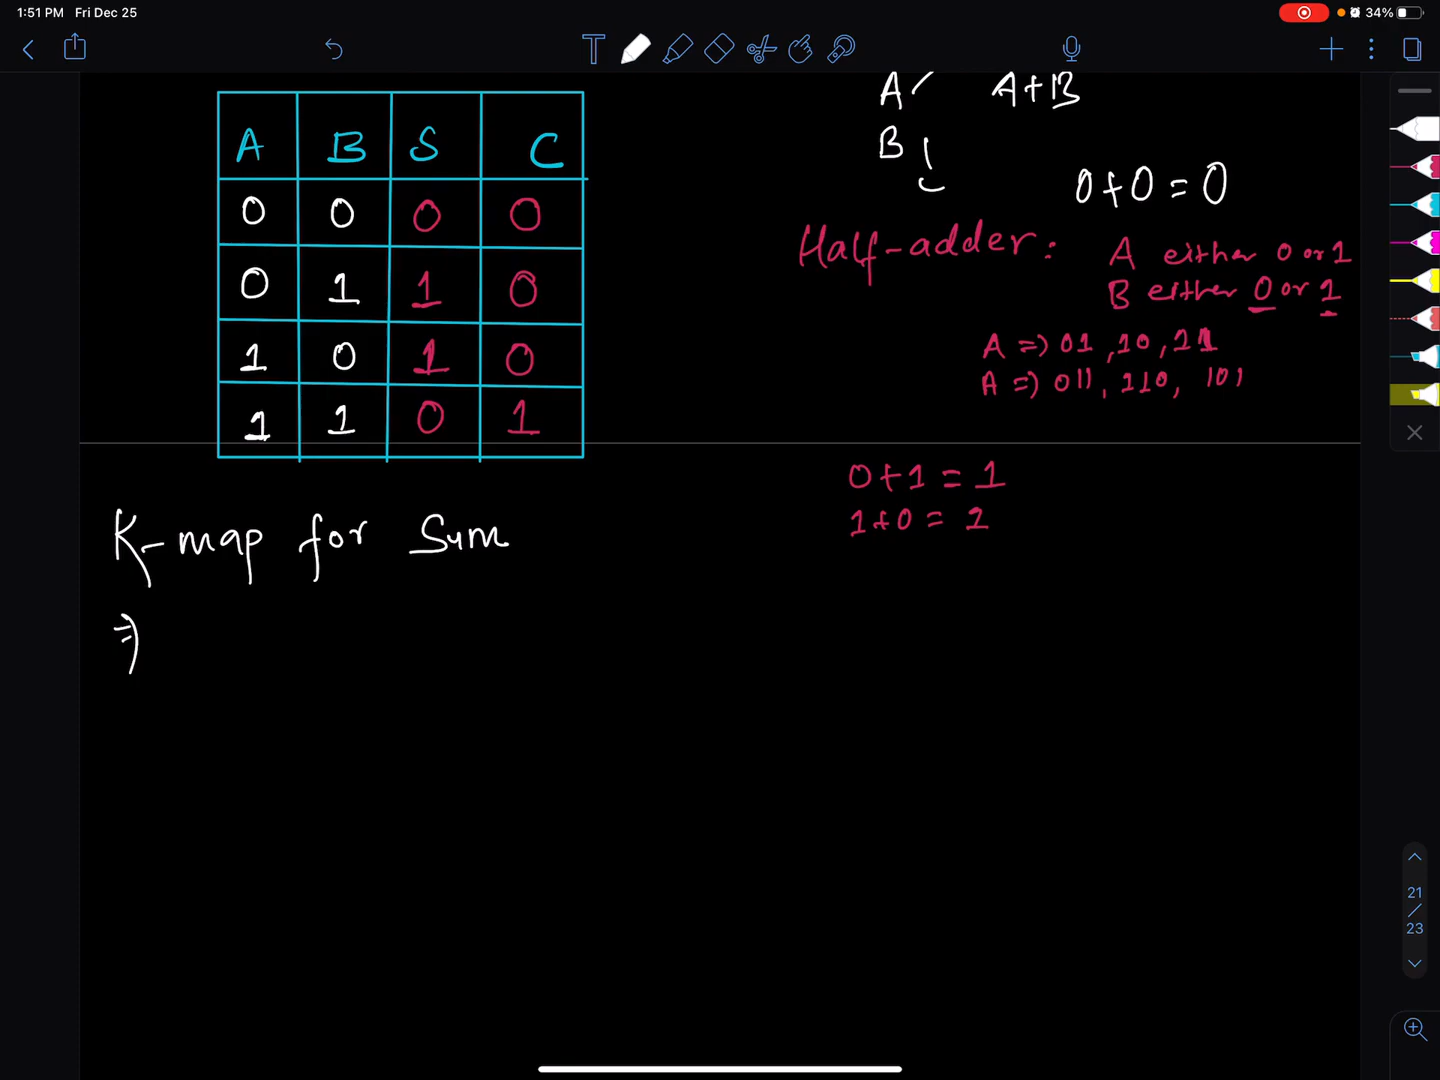 1:51 PM Fri Dec 25
34%
A B S C
0 0 0 0
0 1 1 0
1 0 1 0
1 1 0 1
A A+B
B
0+0=0
Half-adder: A either 0 or 1
B either 0 or 1
A => 01, 10, 11
A => 011, 110, 101
0+1 = 1
1+0 = 1
K-map for Sum
=>
21
/
23